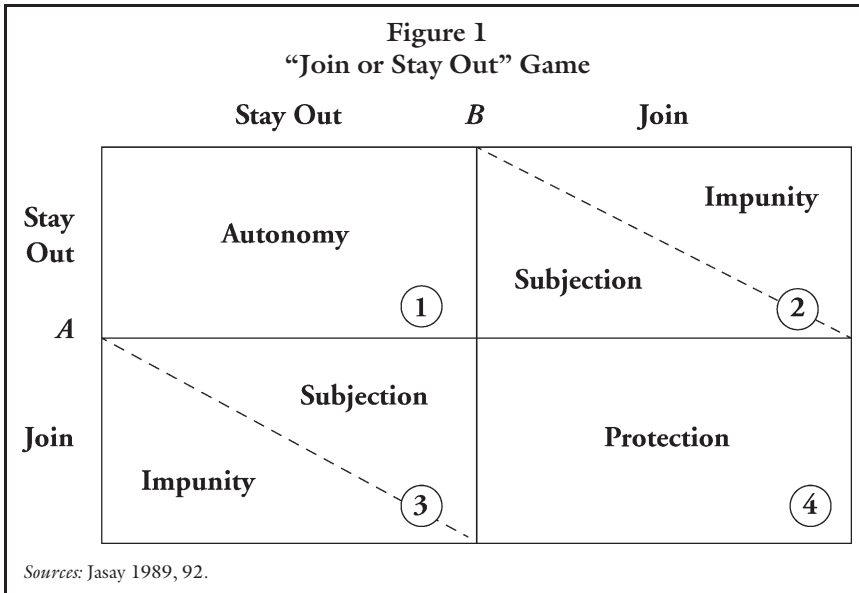 Figure 1
“Join or Stay Out” Game
Stay Out B Join
Stay
Out
Autonomy
1
Impunity
Subjection
2
A
Join
Subjection
Impunity
3
Protection
4
Sources: Jasay 1989, 92.